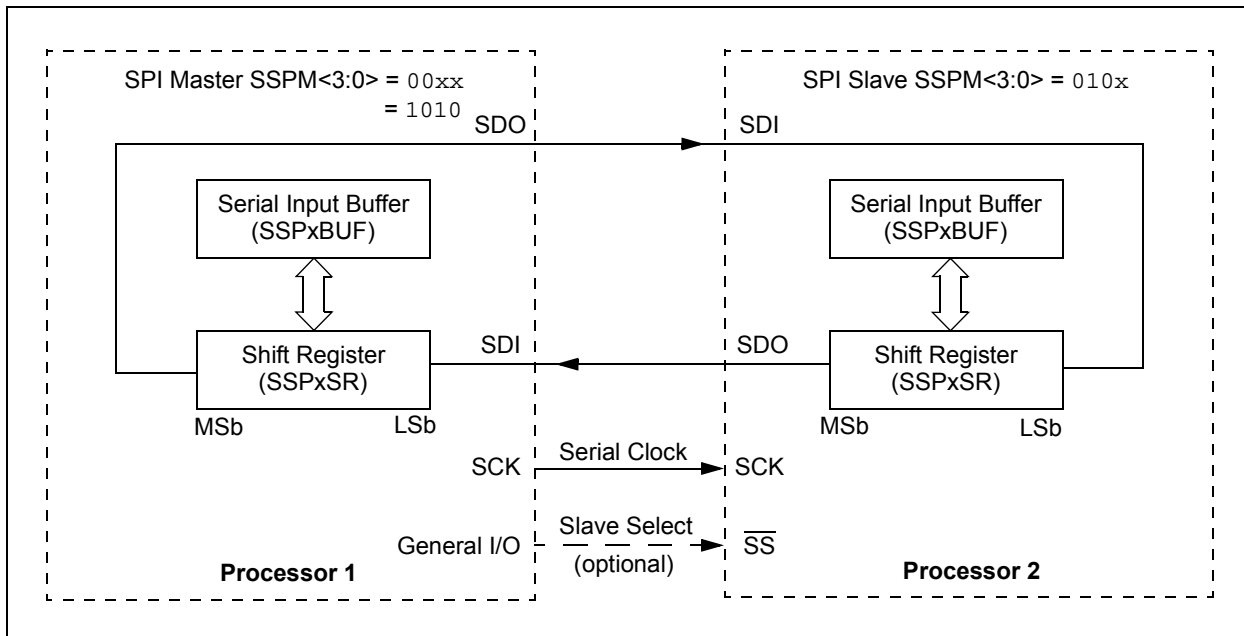 SPI Master SSPM<3:0> = 00xx
= 1010
SPI Slave SSPM<3:0> = 010x
SDO
SDI
Serial Input Buffer
(SSPxBUF)
Serial Input Buffer
(SSPxBUF)
SDI
SDO
Shift Register
(SSPxSR)
Shift Register
(SSPxSR)
MSb
LSb
MSb
LSb
SCK
Serial Clock
SCK
General I/O
Slave Select
(optional)
SS
Processor 1
Processor 2